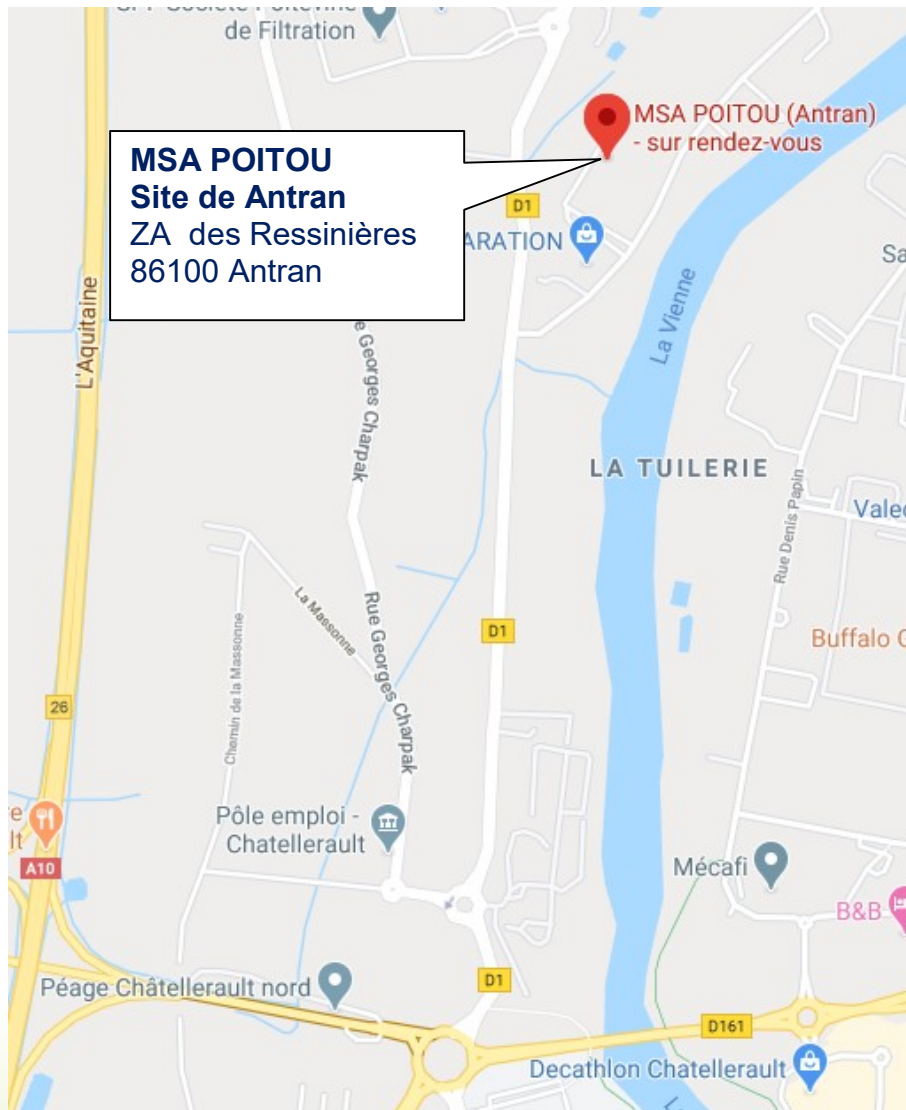 de Filtration
MSA POITOU (Antran)
- sur rendez-vous
MSA POITOU
Site de Antran
ZA des Ressinières
86100 Antran
D1
ARATION
Sa
L'Aquitaine
La Vienne
e Georges Charpak
LA TUILERIE
Valeo
Rue Denis Papin
La Massonne
Rue Georges Charpak
D1
Chemin de la Massonne
Buffalo G
26
Pôle emploi -
Chatellerault
e
lt
A10
Mécafi
B&B
Péage Châtellerault nord
D1
D161
Decathlon Chatellerault